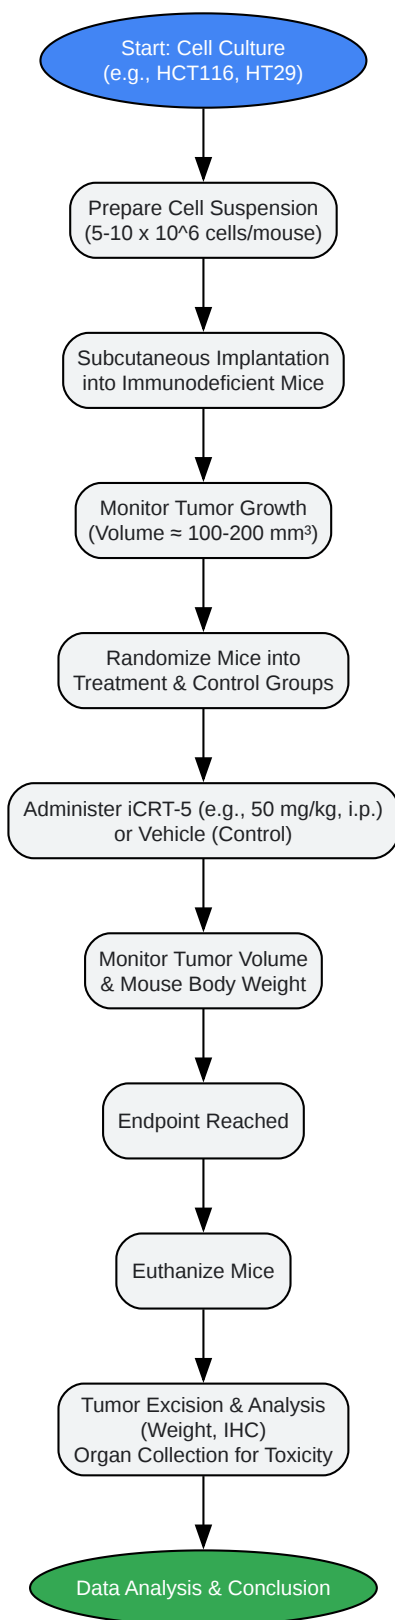 Start: Cell Culture
(e.g., HCT116, HT29)
Prepare Cell Suspension
(5-10 x 10^6 cells/mouse)
Subcutaneous Implantation
into Immunodeficient Mice
Monitor Tumor Growth
(Volume ≈ 100-200 mm³)
Randomize Mice into
Treatment & Control Groups
Administer iCRT-5 (e.g., 50 mg/kg, i.p.)
or Vehicle (Control)
Monitor Tumor Volume
& Mouse Body Weight
Endpoint Reached
Euthanize Mice
Tumor Excision & Analysis
(Weight, IHC)
Organ Collection for Toxicity
Data Analysis & Conclusion